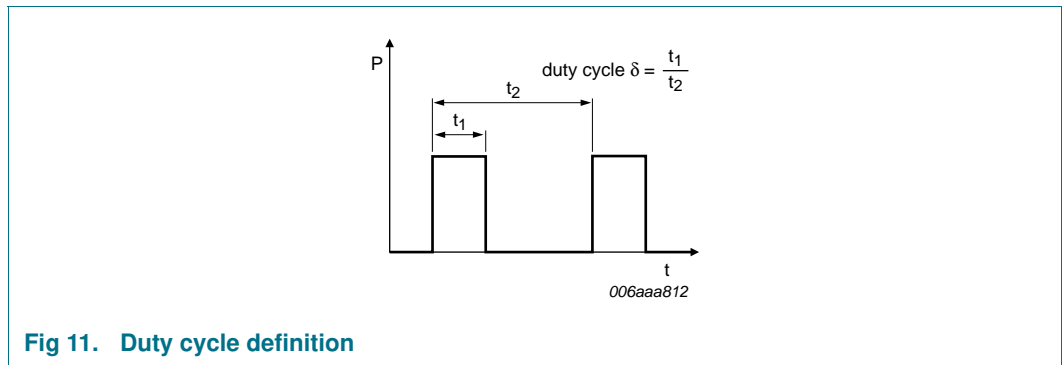 P
duty cycle δ = t1/t2
t2
t1
t
006aaa812
Fig 11. Duty cycle definition